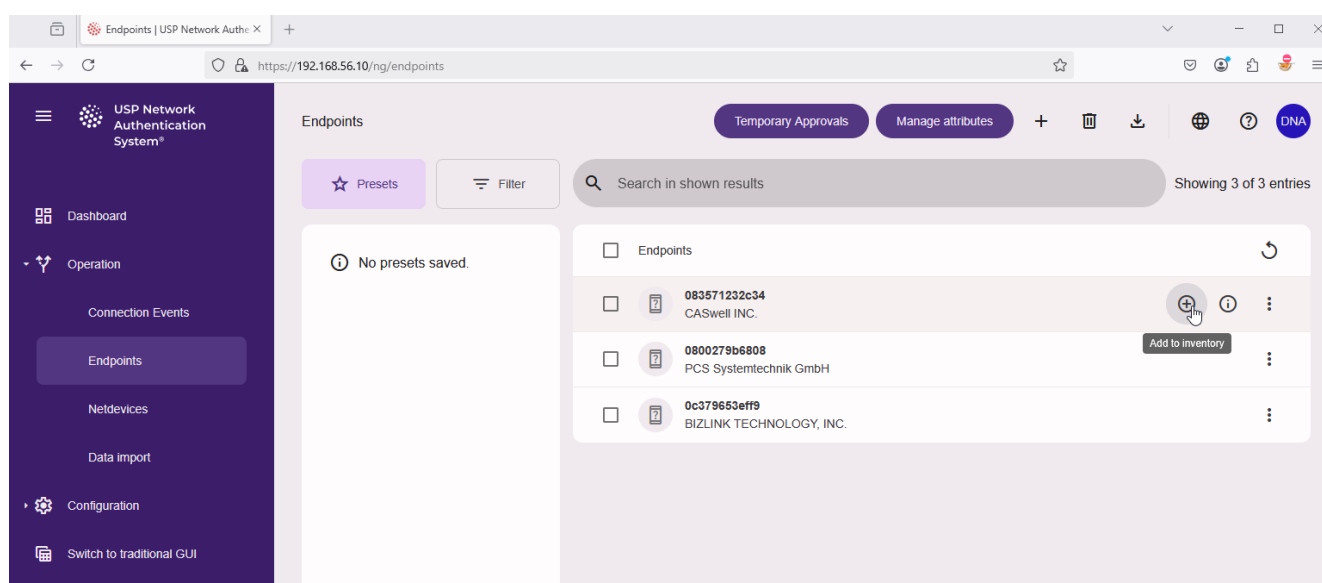 Endpoints | USP Network Authe
https://192.168.56.10/ng/endpoints
USP Network
Authentication
System®
Endpoints
Temporary Approvals
Manage attributes
DNA
Presets
Filter
Search in shown results
Showing 3 of 3 entries
Dashboard
Operation
Connection Events
Endpoints
Netdevices
Data import
Configuration
Switch to traditional GUI
No presets saved.
Endpoints
083571232c34
CASwell INC.
Add to inventory
0800279b6808
PCS Systemtechnik GmbH
0c379653eff9
BIZLINK TECHNOLOGY, INC.